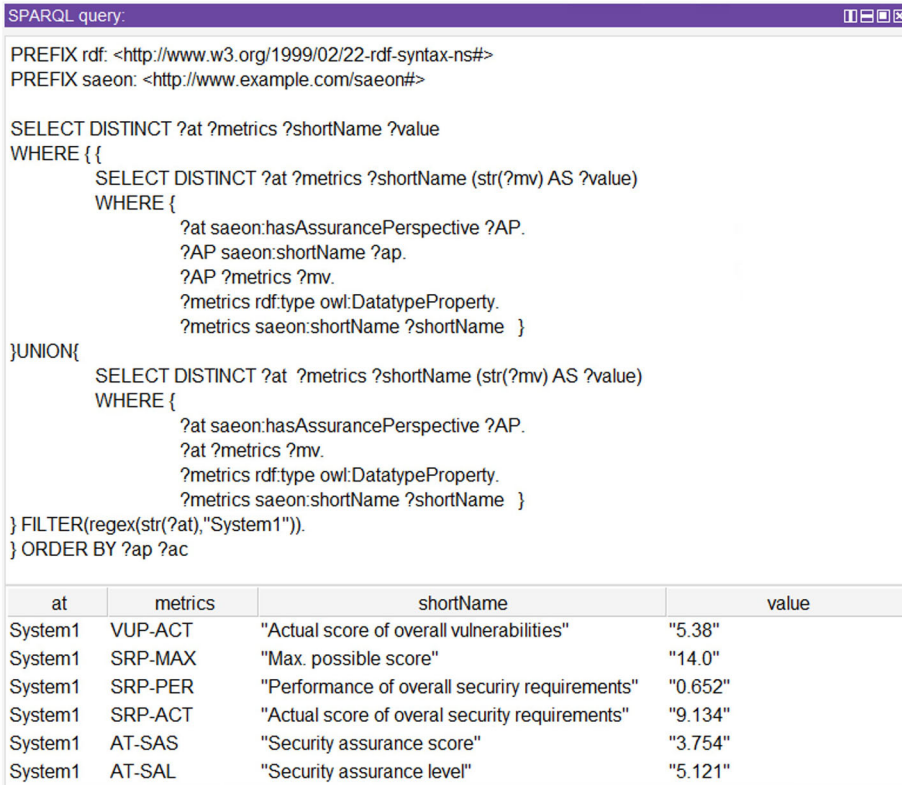 SPARQL query:
PREFIX rdf: <http://www.w3.org/1999/02/22-rdf-syntax-ns#>
PREFIX saeon: <http://www.example.com/saeon#>
SELECT DISTINCT ?at ?metrics ?shortName ?value
WHERE { {
SELECT DISTINCT ?at ?metrics ?shortName (str(?mv) AS ?value)
WHERE {
?at saeon:hasAssurancePerspective ?AP.
?AP saeon:shortName ?ap.
?AP ?metrics ?mv.
?metrics rdf:type owl:DatatypeProperty.
?metrics saeon:shortName ?shortName }
}UNION{
SELECT DISTINCT ?at ?metrics ?shortName (str(?mv) AS ?value)
WHERE {
?at saeon:hasAssurancePerspective ?AP.
?at ?metrics ?mv.
?metrics rdf:type owl:DatatypeProperty.
?metrics saeon:shortName ?shortName }
} FILTER(regex(str(?at),"System1")).
} ORDER BY ?ap ?ac
at metrics shortName value
System1 VUP-ACT "Actual score of overall vulnerabilities" "5.38"
System1 SRP-MAX "Max. possible score" "14.0"
System1 SRP-PER "Performance of overall securiry requirements" "0.652"
System1 SRP-ACT "Actual score of overal security requirements" "9.134"
System1 AT-SAS "Security assurance score" "3.754"
System1 AT-SAL "Security assurance level" "5.121"